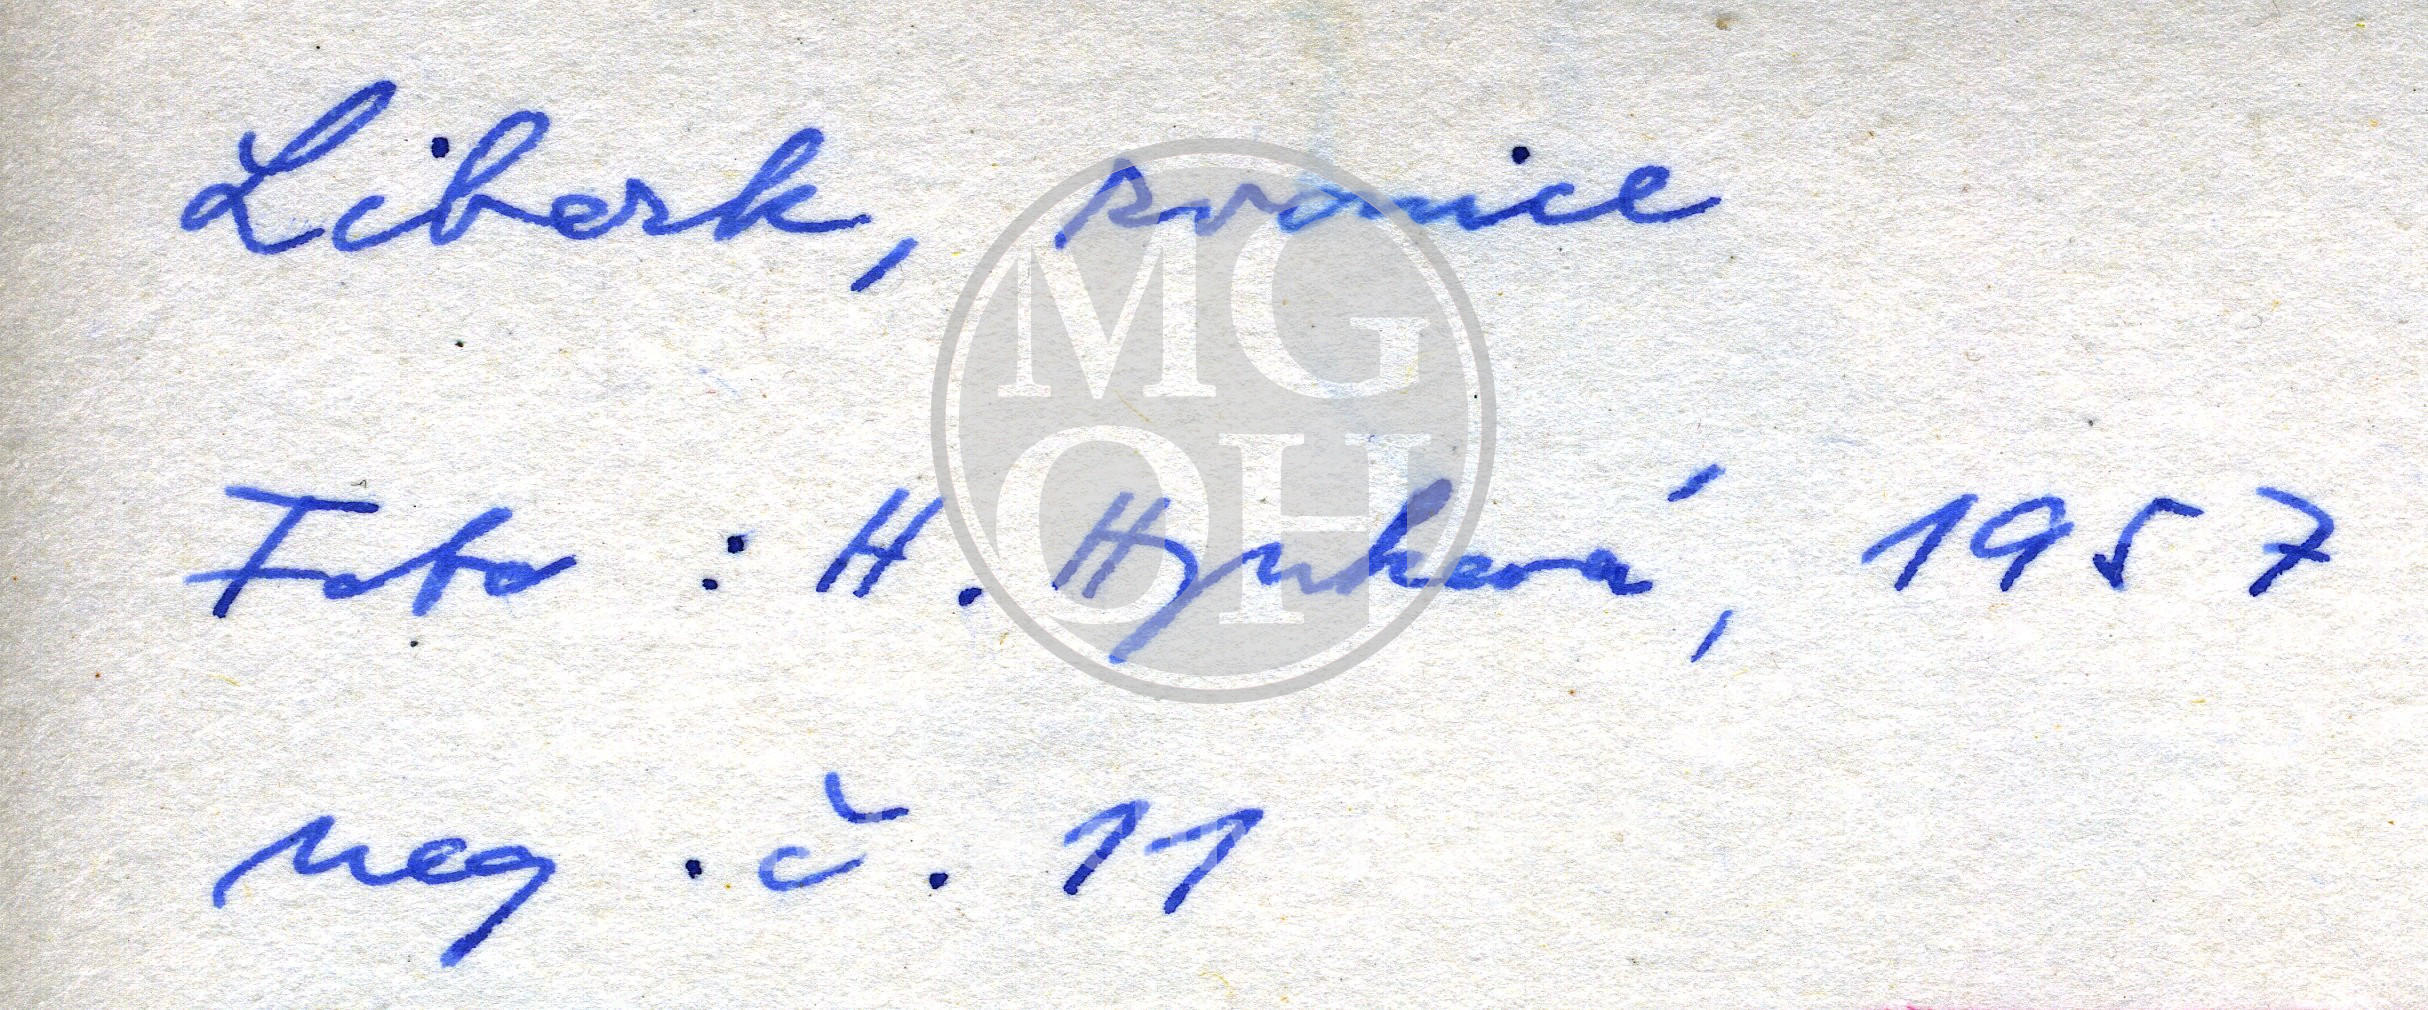 Liberk, zvonice
MG
OH
Foto : H. Hynková, 1957
neg. č. 11